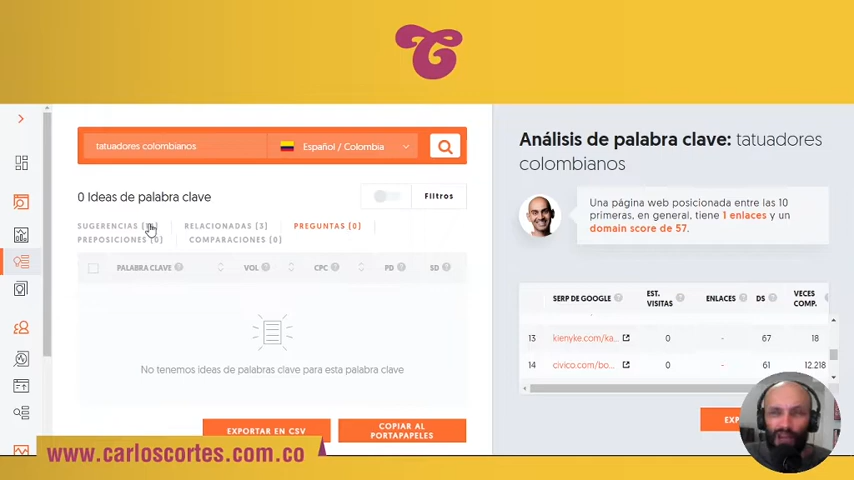 tatuadores colombianos
Español / Colombia
0 Ideas de palabra clave
Filtros
SUGERENCIAS
RELACIONADAS [3]
PREGUNTAS [0]
PREPOSICIONES [0]
COMPARACIONES [0]
PALABRA CLAVE
VOL
CPC
PD
SD
No tenemos ideas de palabras clave para esta palabra clave
EXPORTAR EN CSV
COPIAR AL
PORTAPAPELES
Análisis de palabra clave: tatuadores
colombianos
Una página web posicionada entre las 10
primeras, en general, tiene 1 enlaces y un
domain score de 57.
SERP DE GOOGLE
EST.
VISITAS
ENLACES
DS
VECES
COMP.
13 kienyke.com/ka... 0 - 67 18
14 civico.com/bo... 0 - 61 12.218
www.carloscortes.com.co